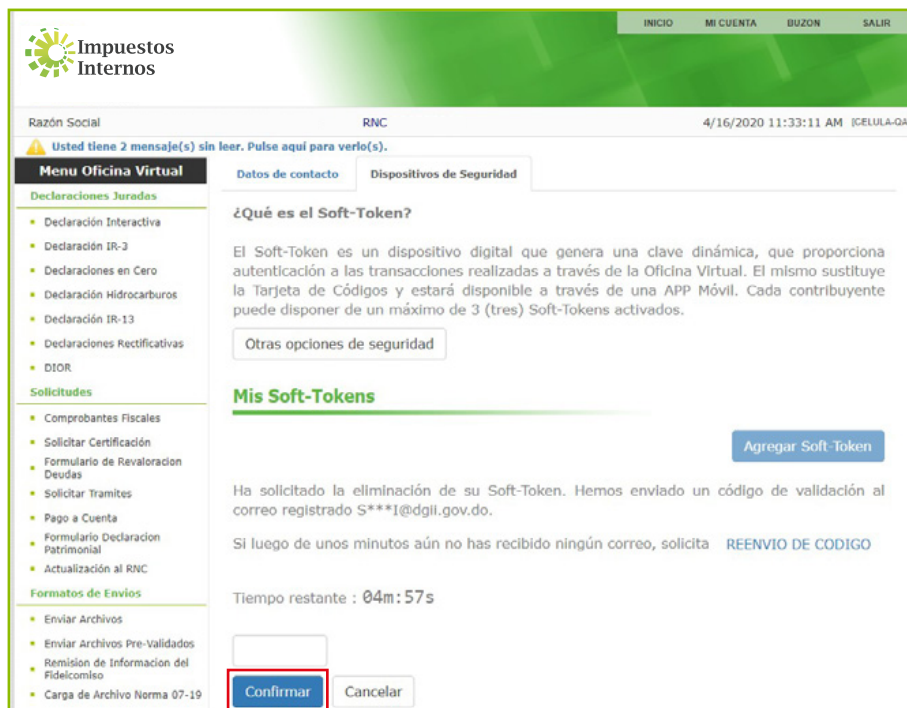 INICIO MI CUENTA BUZON SALIR
Impuestos
Internos
Razón Social RNC 4/16/2020 11:33:11 AM [CELULA-QA
Usted tiene 2 mensaje(s) sin leer. Pulse aquí para verlo(s).
Menu Oficina Virtual
Declaraciones Juradas
Declaración Interactiva
Declaración IR-3
Declaraciones en Cero
Declaración Hidrocarburos
Declaración IR-13
Declaraciones Rectificativas
DIOR
Solicitudes
Comprobantes Fiscales
Solicitar Certificación
Formulario de Revaloracion
Deudas
Solicitar Tramites
Pago a Cuenta
Formulario Declaracion
Patrimonial
Actualización al RNC
Formatos de Envios
Enviar Archivos
Enviar Archivos Pre-Validados
Remision de Informacion del
Fideicomiso
Carga de Archivo Norma 07-19
Datos de contacto Dispositivos de Seguridad
¿Qué es el Soft-Token?
El Soft-Token es un dispositivo digital que genera una clave dinámica, que proporciona
autenticación a las transacciones realizadas a través de la Oficina Virtual. El mismo sustituye
la Tarjeta de Códigos y estará disponible a través de una APP Móvil. Cada contribuyente
puede disponer de un máximo de 3 (tres) Soft-Tokens activados.
Otras opciones de seguridad
Mis Soft-Tokens
Agregar Soft-Token
Ha solicitado la eliminación de su Soft-Token. Hemos enviado un código de validación al
correo registrado S***I@dgii.gov.do.
Si luego de unos minutos aún no has recibido ningún correo, solicita REENVIO DE CODIGO
Tiempo restante : 04m:57s
Confirmar Cancelar